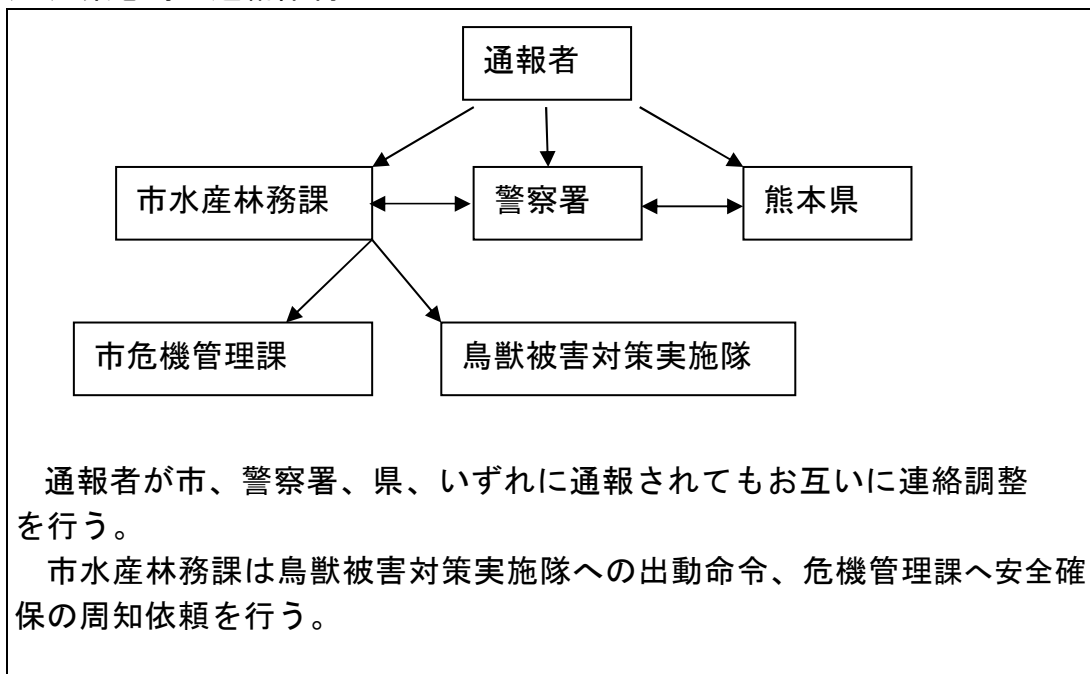 通報者
市水産林務課
警察署
熊本県
市危機管理課
鳥獣被害対策実施隊
通報者が市、警察署、県、いずれに通報されてもお互いに連絡調整
を行う。
市水産林務課は鳥獣被害対策実施隊への出動命令、危機管理課へ安全確
保の周知依頼を行う。